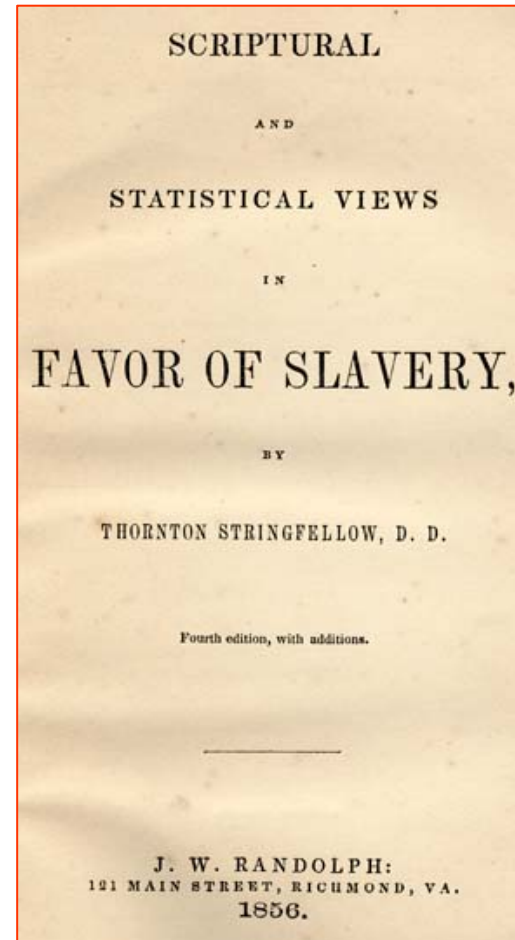 SCRIPTURAL
AND
STATISTICAL VIEWS
IN
FAVOR OF SLAVERY,
BY
THORNTON STRINGFELLOW, D. D.
Fourth edition, with additions.
J. W. RANDOLPH:
121 MAIN STREET, RICHMOND, VA.
1856.